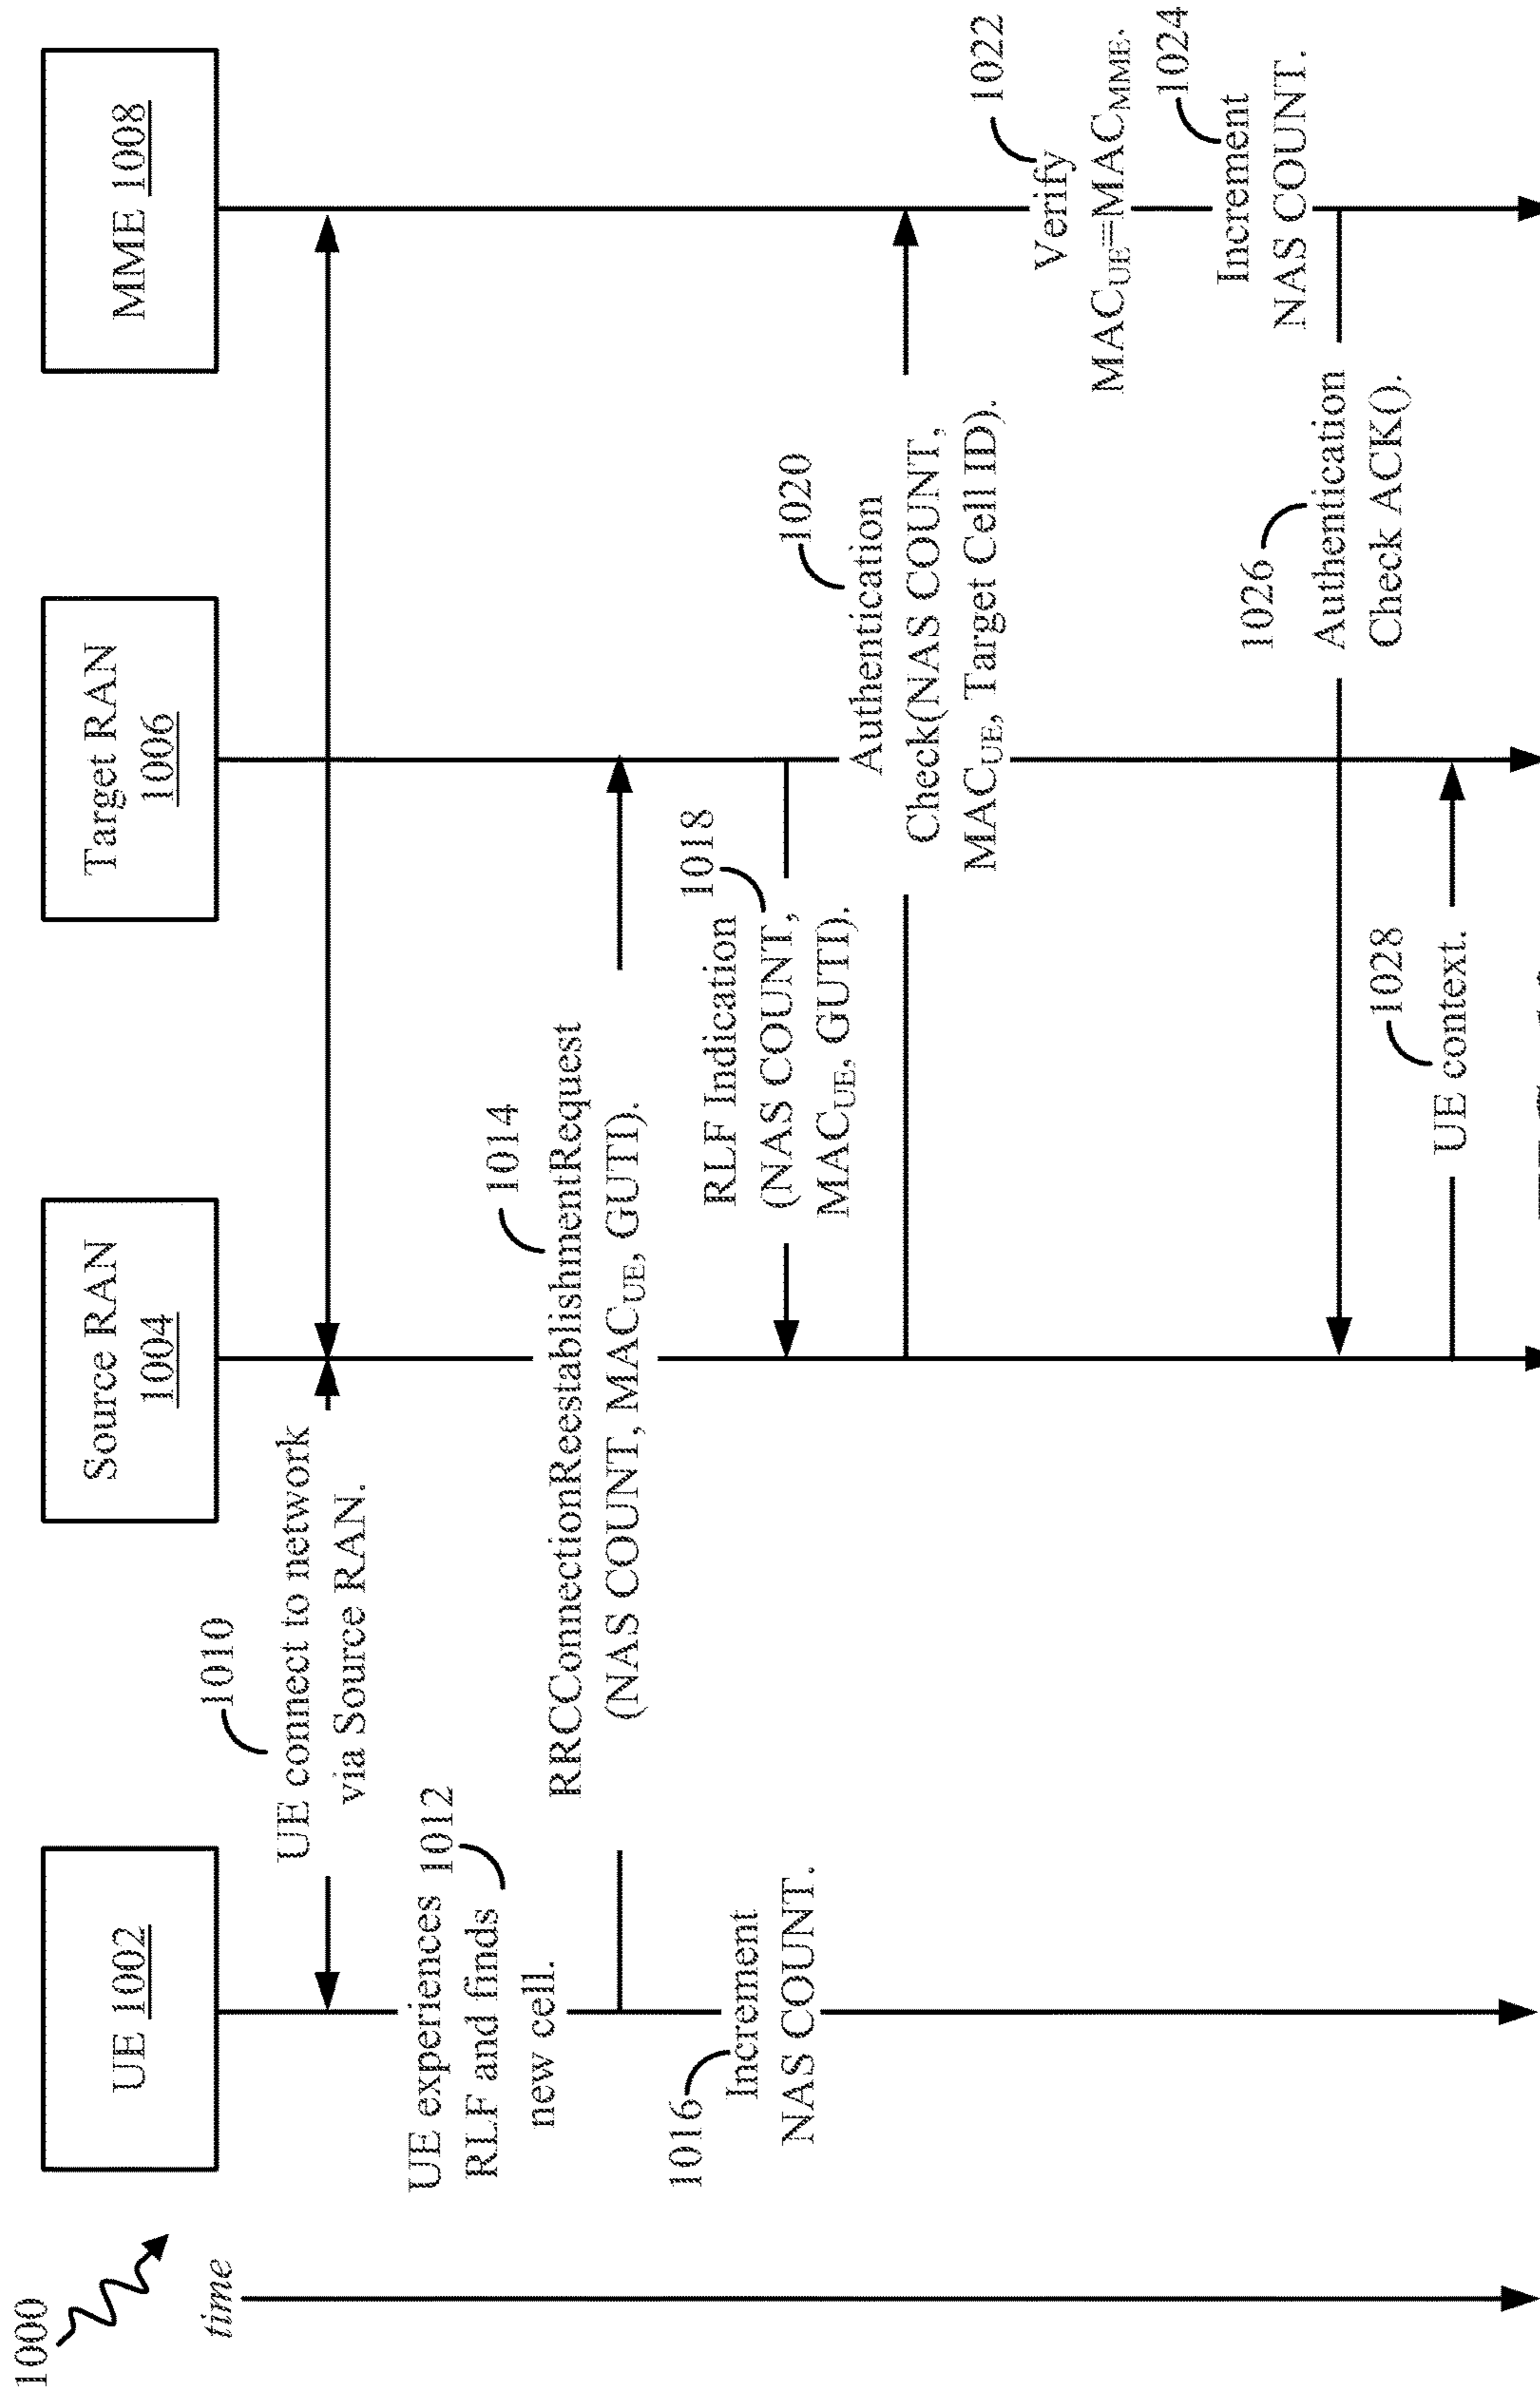 1000
time
UE 1002
Source RAN
1004
Target RAN
1006
MME 1008
1010
UE connect to network
via Source RAN.
UE experiences 1012
RLF and finds
new cell.
1014
RRCConnectionReestablishmentRequest
(NAS COUNT, MACUE, GUTI).
1016
Increment
NAS COUNT.
1018
RLF Indication
(NAS COUNT,
MACUE, GUTI).
1020
Authentication
Check(NAS COUNT,
MACUE, Target Cell ID).
1022
Verify
MACUE=MACMME.
1024
Increment
NAS COUNT.
1026
Authentication
Check ACK().
1028
UE context.